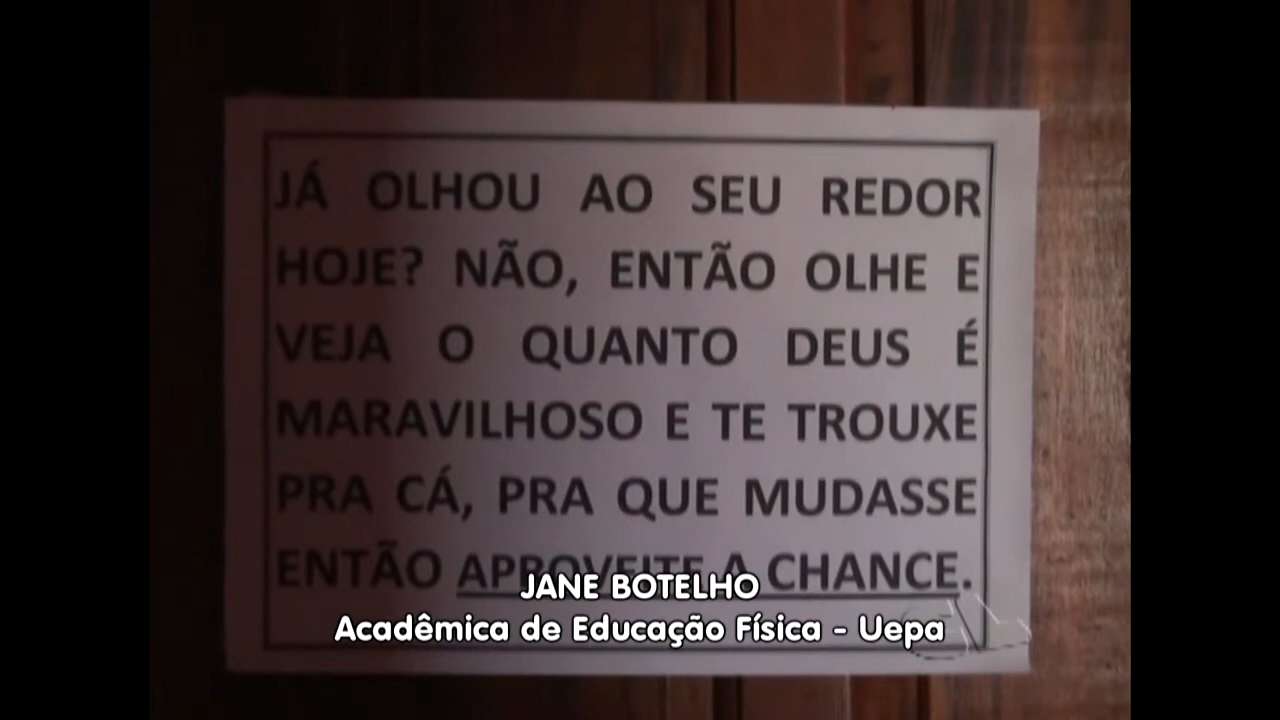 JÁ OLHOU AO SEU REDOR
HOJE? NÃO, ENTÃO OLHE E
VEJA O QUANTO DEUS É
MARAVILHOSO E TE TROUXE
PRA CÁ, PRA QUE MUDASSE
ENTÃO APROVEITE A CHANCE.
JANE BOTELHO
Acadêmica de Educação Física - Uepa